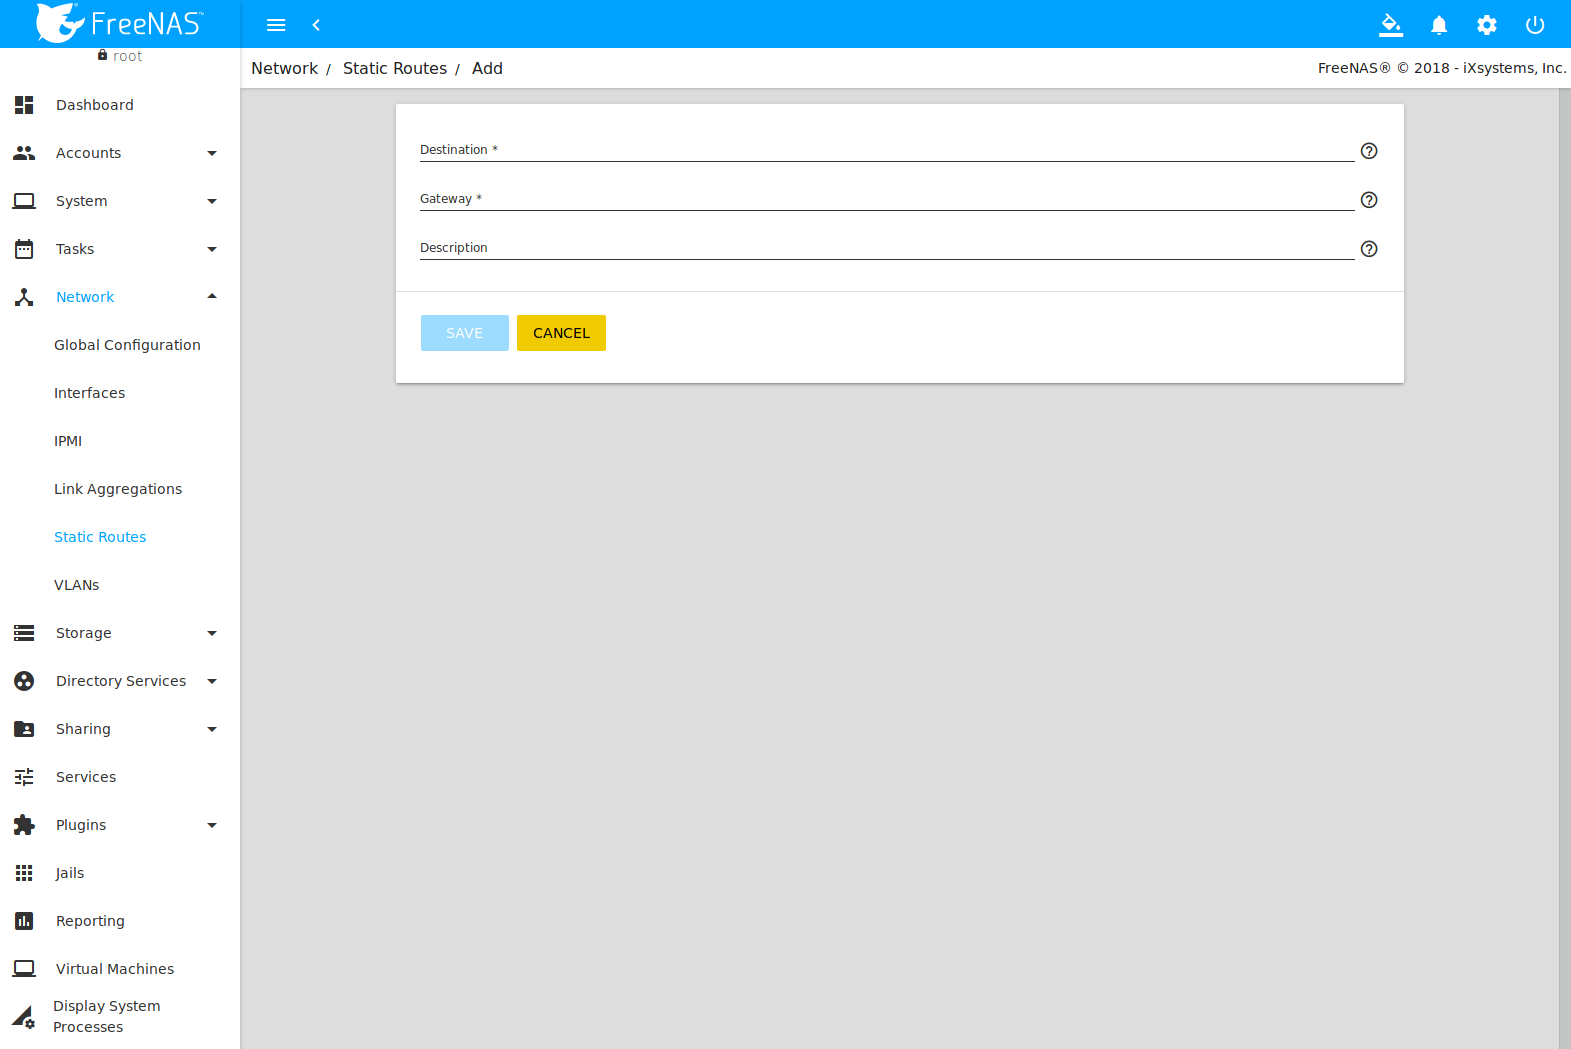 FreeNAS™
root
Network / Static Routes / Add
FreeNAS® © 2018 - iXsystems, Inc.
Dashboard
Accounts
System
Tasks
Network
Global Configuration
Interfaces
IPMI
Link Aggregations
Static Routes
VLANs
Storage
Directory Services
Sharing
Services
Plugins
Jails
Reporting
Virtual Machines
Display System
Processes
Destination *
Gateway *
Description
SAVE CANCEL